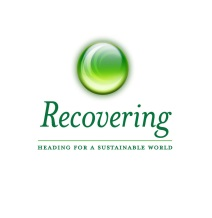 Recovering
HEADING FOR A SUSTAINABLE WORLD